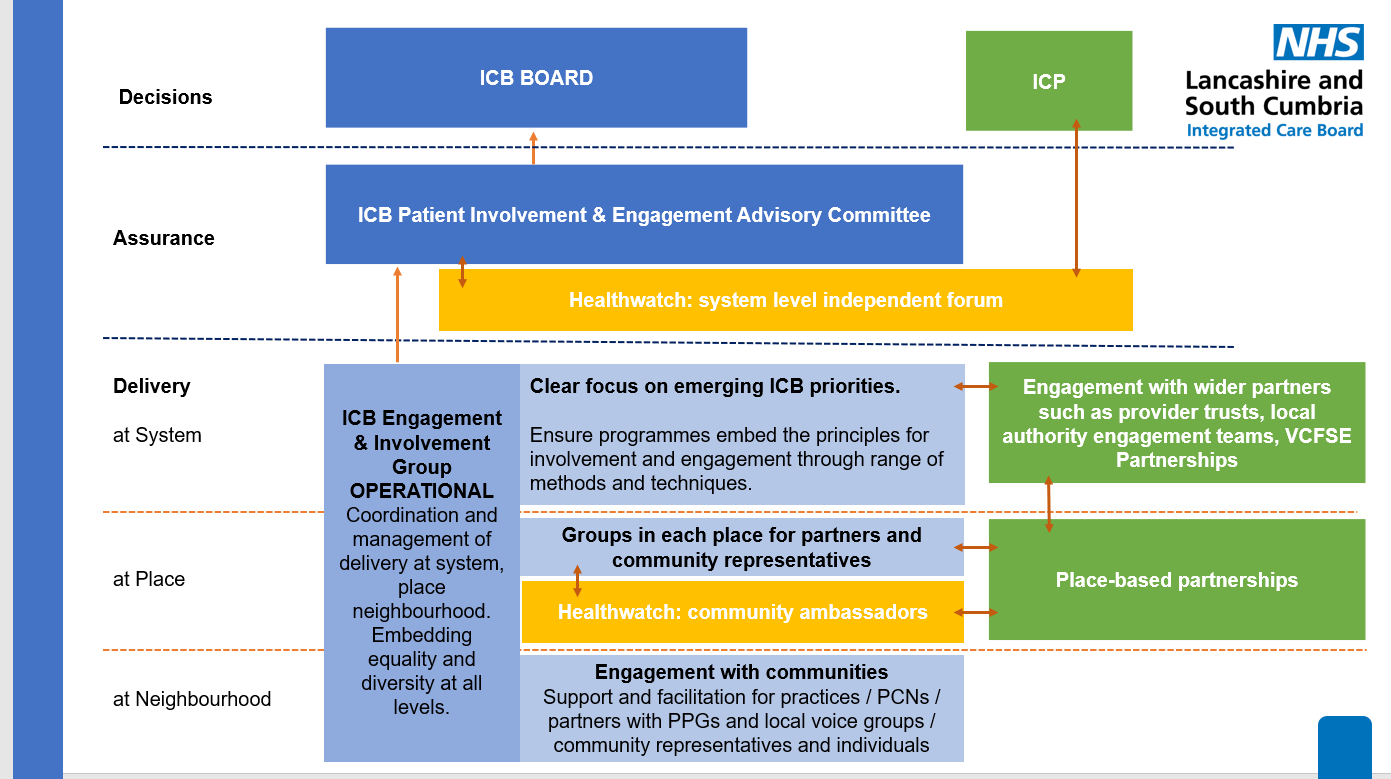 NHS
Lancashire and
South Cumbria
Integrated Care Board
Decisions
ICB BOARD
ICP
Assurance
ICB Patient Involvement & Engagement Advisory Committee
Healthwatch: system level independent forum
Delivery
at System
ICB Engagement
& Involvement
Group
OPERATIONAL
Coordination and
management of
delivery at system,
place
neighbourhood.
Embedding
equality and
diversity at all
levels.
Clear focus on emerging ICB priorities.
Ensure programmes embed the principles for
involvement and engagement through range of
methods and techniques.
Engagement with wider partners
such as provider trusts, local
authority engagement teams, VCFSE
Partnerships
at Place
Groups in each place for partners and
community representatives
Healthwatch: community ambassadors
Place-based partnerships
at Neighbourhood
Engagement with communities
Support and facilitation for practices / PCNs /
partners with PPGs and local voice groups /
community representatives and individuals